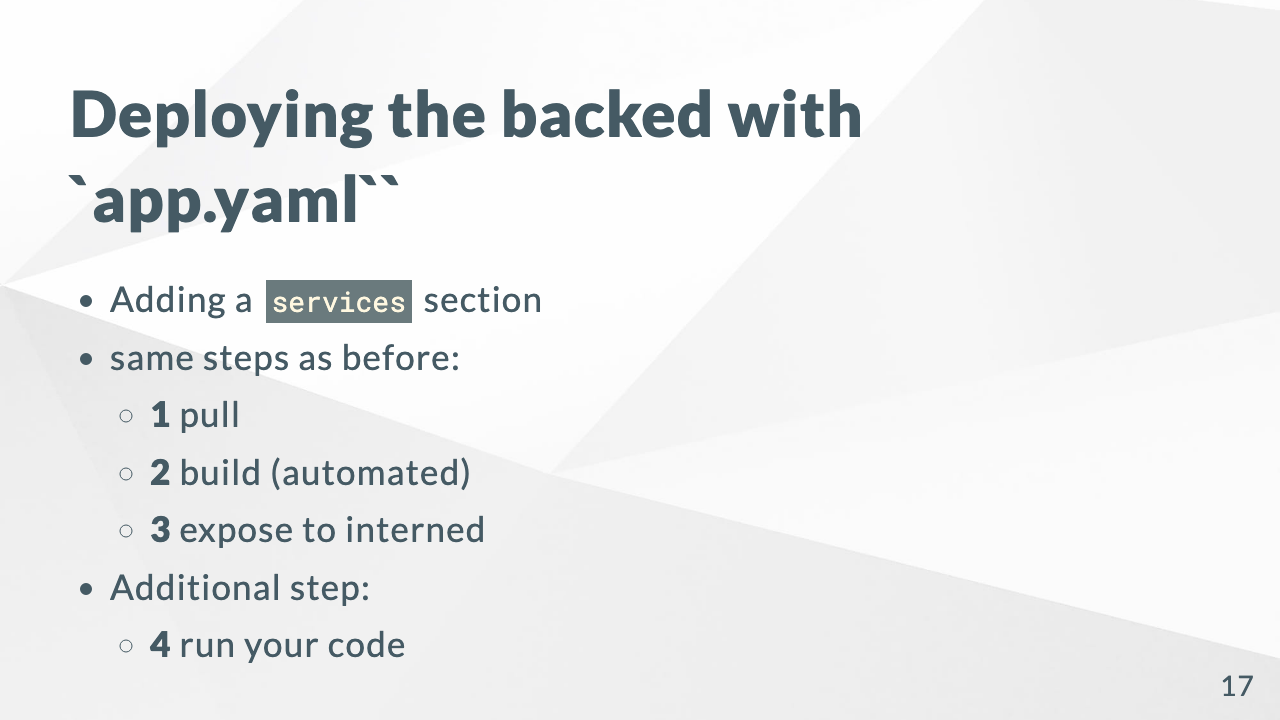 Deploying the backed with
`app.yaml``
• Adding a services section
• same steps as before:
○ 1 pull
○ 2 build (automated)
○ 3 expose to interned
• Additional step:
○ 4 run your code
17